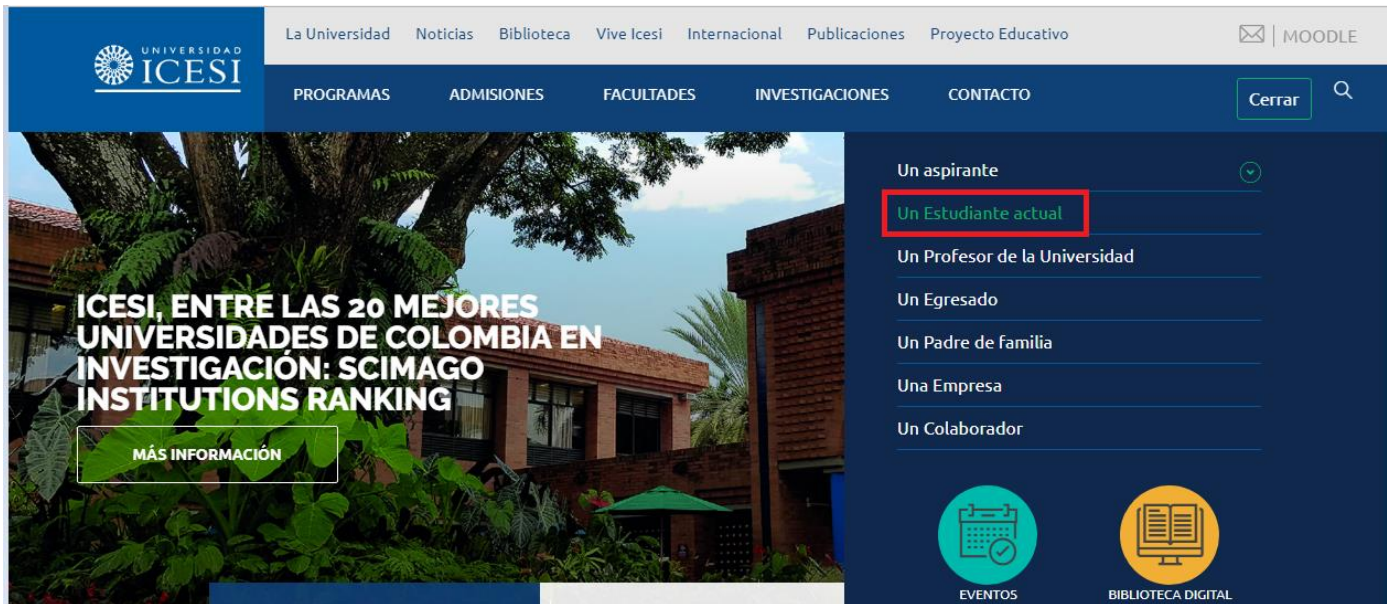 UNIVERSIDAD
ICESI
La Universidad Noticias Biblioteca Vive Icesi Internacional Publicaciones Proyecto Educativo
MOODLE
PROGRAMAS ADMISIONES FACULTADES INVESTIGACIONES CONTACTO
Cerrar
ICESI, ENTRE LAS 20 MEJORES
UNIVERSIDADES DE COLOMBIA EN
INVESTIGACIÓN: SCIMAGO
INSTITUTIONS RANKING
MÁS INFORMACIÓN
Un aspirante
Un Estudiante actual
Un Profesor de la Universidad
Un Egresado
Un Padre de familia
Una Empresa
Un Colaborador
EVENTOS
BIBLIOTECA DIGITAL